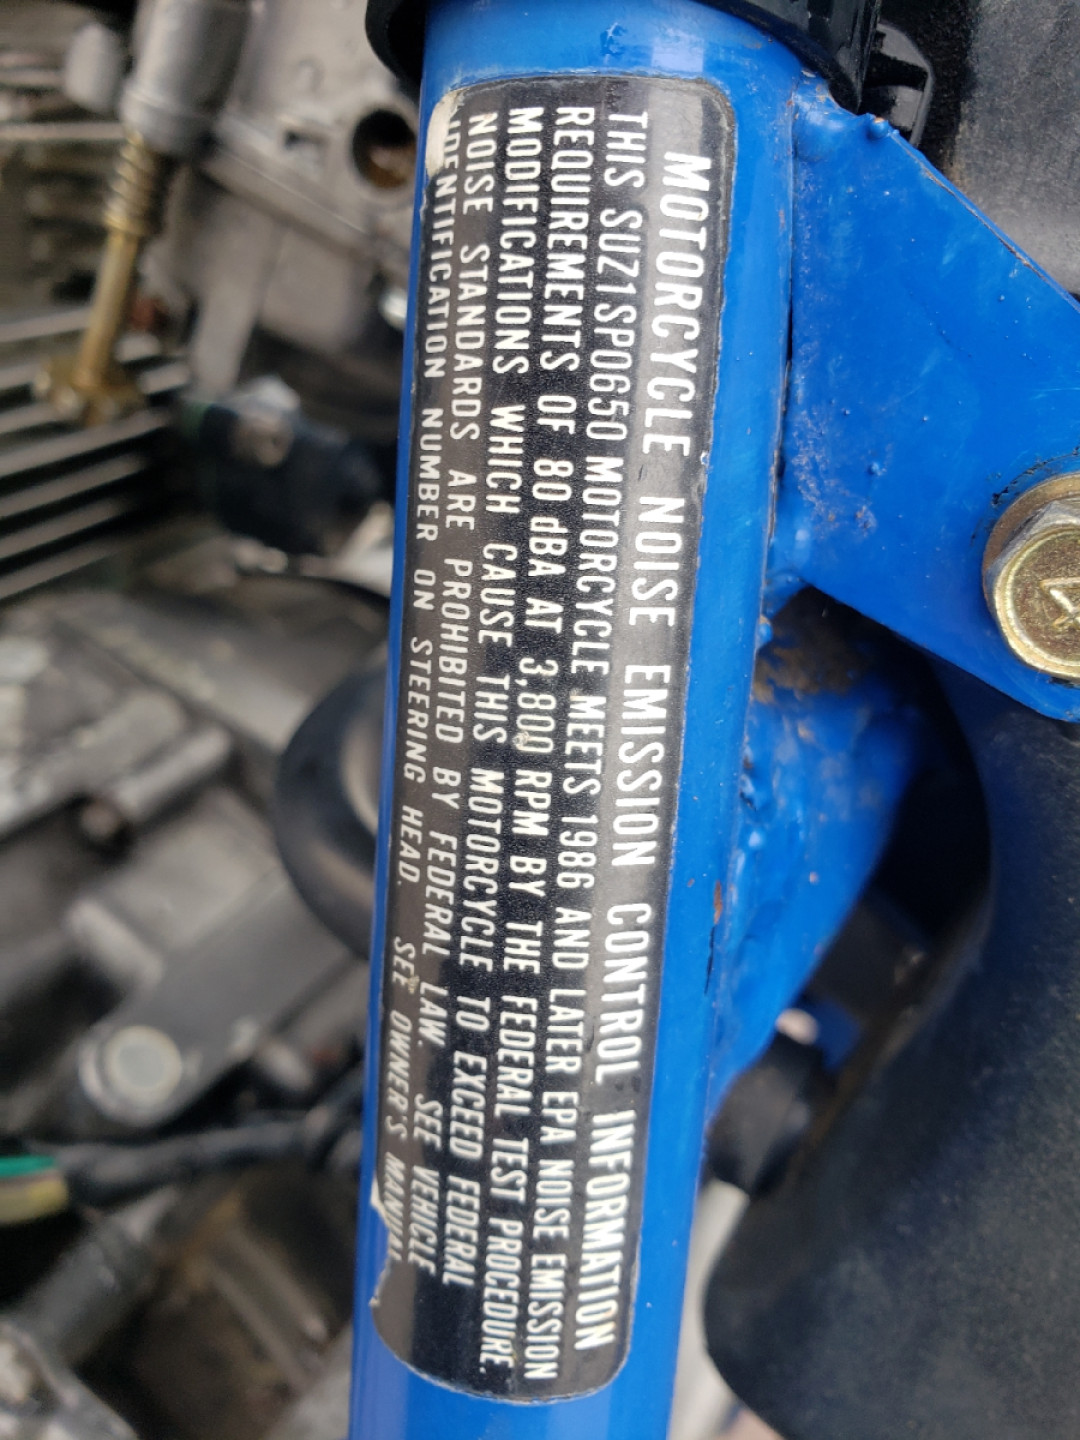 MOTORCYCLE NOISE EMISSION CONTROL INFORMATION
THIS SUZ1SP0650 MOTORCYCLE MEETS 1986 AND LATER EPA NOISE EMISSION
REQUIREMENTS OF 80 dBA AT 3,800 RPM BY THE FEDERAL TEST PROCEDURE.
MODIFICATIONS WHICH CAUSE THIS MOTORCYCLE TO EXCEED FEDERAL
NOISE STANDARDS ARE PROHIBITED BY FEDERAL LAW. SEE VEHICLE
IDENTIFICATION NUMBER ON STEERING HEAD. SEE OWNER'S MANUAL